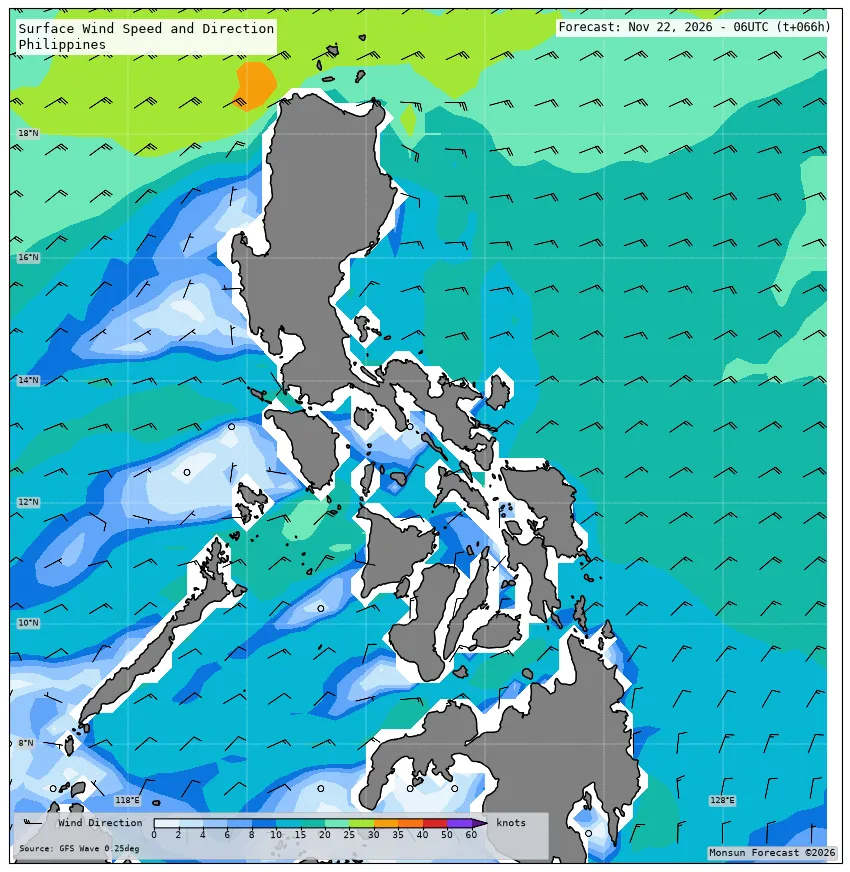 Surface Wind Speed and Direction
Philippines
Forecast: Nov 22, 2026 - 06UTC (t+066h)
18°N
16°N
14°N
12°N
10°N
8°N
118°E
128°E
Wind Direction
0 2 4 6 8 10 15 20 25 30 35 40 50 60
knots
Source: GFS Wave 0.25deg
Monsun Forecast ©2026